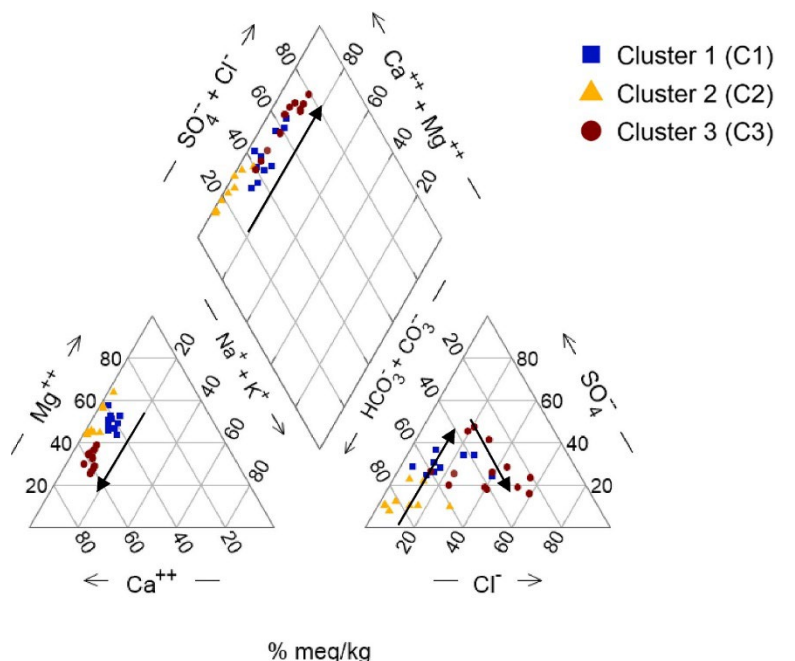 Cluster 1 (C1)
Cluster 2 (C2)
Cluster 3 (C3)
SO₄⁻⁻ + Cl⁻
Ca⁺⁺ + Mg⁺⁺
80
60
40
20
80
60
40
20
Mg⁺⁺
Na⁺ + K⁺
HCO₃⁻ + CO₃⁻
SO₄⁻⁻
80
60
40
20
20
40
60
80
80
60
40
20
Ca⁺⁺
20
40
60
80
80
60
40
20
20
40
60
80
Cl⁻
% meq/kg